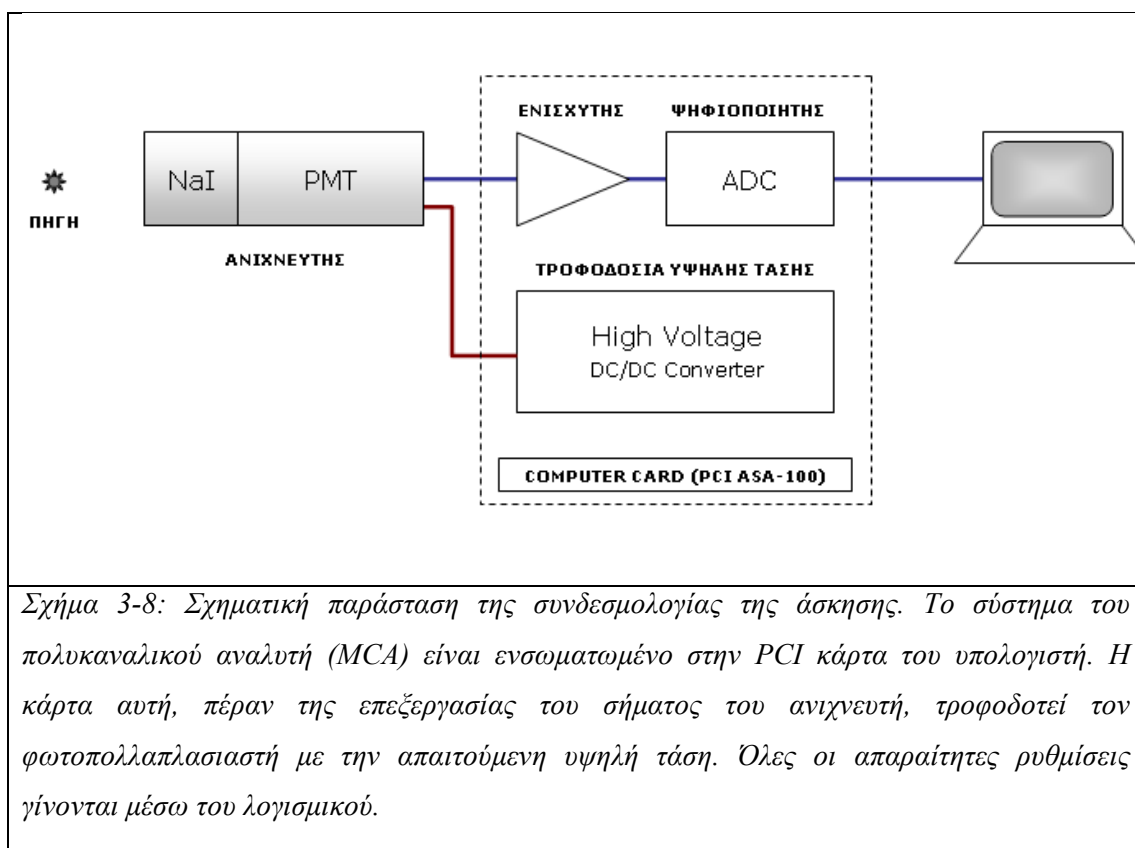 ΕΝΙΣΧΥΤΗΣ ΨΗΦΙΟΠΟΙΗΤΗΣ
NaI PMT ADC
ΠΗΓΗ
ΑΝΙΧΝΕΥΤΗΣ
ΤΡΟΦΟΔΟΣΙΑ ΥΨΗΛΗΣ ΤΑΣΗΣ
High Voltage
DC/DC Converter
COMPUTER CARD (PCI ASA-100)
Σχήμα 3-8: Σχηματική παράσταση της συνδεσμολογίας της άσκησης. Το σύστημα του
πολυκαναλικού αναλυτή (MCA) είναι ενσωματωμένο στην PCI κάρτα του υπολογιστή. Η
κάρτα αυτή, πέραν της επεξεργασίας του σήματος του ανιχνευτή, τροφοδοτεί τον
φωτοπολλαπλασιαστή με την απαιτούμενη υψηλή τάση. Όλες οι απαραίτητες ρυθμίσεις
γίνονται μέσω του λογισμικού.